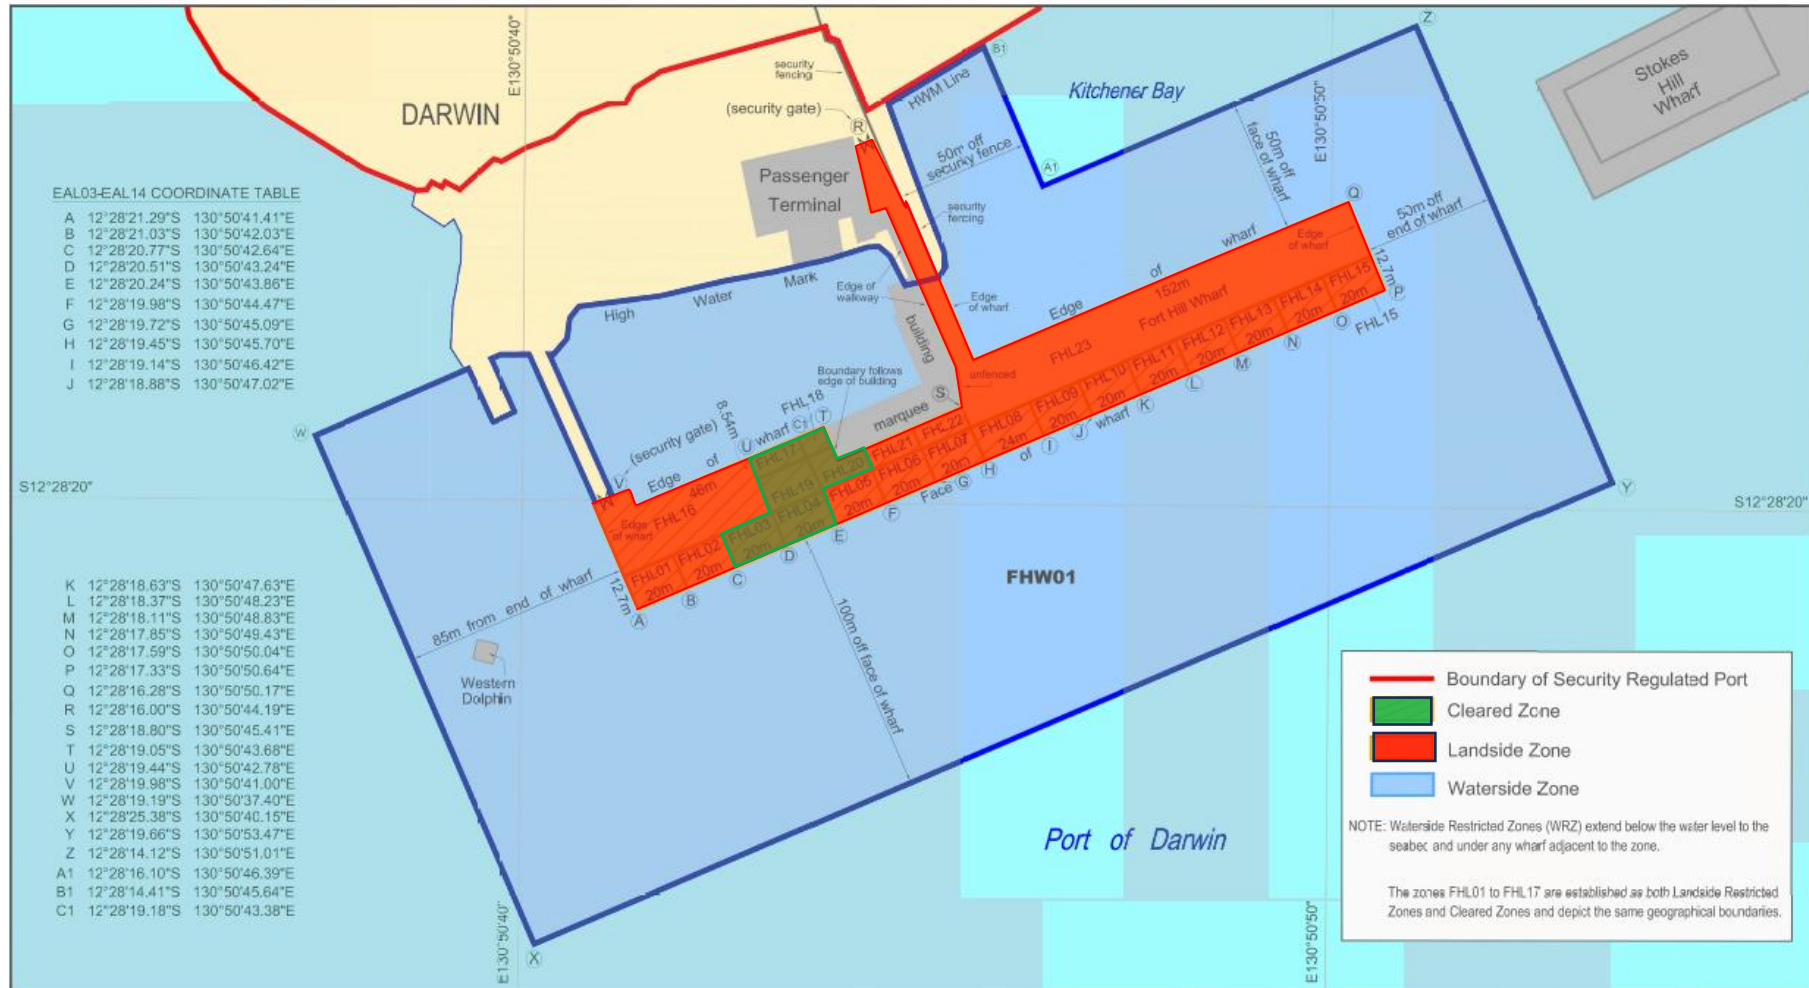 E130°50'40"
security
fencing
(security gate)
R
DARWIN
HWM Line
B1
Kitchener Bay
Z
E130°50'50"
Stokes
Hill
Wharf
50m off
security fence
A1
50m off
face of wharf
Passenger
Terminal
security
fencing
Q
50m off
end of wharf
Edge
of wharf
EAL03-EAL14 COORDINATE TABLE
A 12°28'21.29"S 130°50'41.41"E
B 12°28'21.03"S 130°50'42.03"E
C 12°28'20.77"S 130°50'42.64"E
D 12°28'20.51"S 130°50'43.24"E
E 12°28'20.24"S 130°50'43.86"E
F 12°28'19.98"S 130°50'44.47"E
G 12°28'19.72"S 130°50'45.09"E
H 12°28'19.45"S 130°50'45.70"E
I 12°28'19.14"S 130°50'46.42"E
J 12°28'18.88"S 130°50'47.02"E
High Water Mark
Edge of
walkway
Edge
of wharf
Edge of wharf
152m
Fort Hill Wharf
12.7m
P
FHL15
FHL23
building
unfenced
Boundary follows
edge of building
S
marquee
FHL18
C1
T
8.54m
U
wharf
(security gate)
V
Edge of
46m
W
S12°28'20"
S12°28'20"
Edge
of wharf
FHL16
FHL17
FHL19
FHL20
FHL21
FHL22
FHL01
FHL02
FHL03
FHL04
FHL05
FHL06
FHL07
FHL08
FHL09
FHL10
FHL11
FHL12
FHL13
FHL14
FHL15
20m
20m
20m
20m
20m
20m
20m
24m
20m
20m
20m
20m
20m
20m
20m
12.7m
A
B
C
D
E
F
G
H
I
J
K
L
M
N
O
Face of wharf
Y
85m from end of wharf
100m off face of wharf
FHW01
Western
Dolphin
K 12°28'18.63"S 130°50'47.63"E
L 12°28'18.37"S 130°50'48.23"E
M 12°28'18.11"S 130°50'48.83"E
N 12°28'17.85"S 130°50'49.43"E
O 12°28'17.59"S 130°50'50.04"E
P 12°28'17.33"S 130°50'50.64"E
Q 12°28'16.28"S 130°50'50.17"E
R 12°28'16.00"S 130°50'44.19"E
S 12°28'18.80"S 130°50'45.41"E
T 12°28'19.05"S 130°50'43.68"E
U 12°28'19.44"S 130°50'42.78"E
V 12°28'19.98"S 130°50'41.00"E
W 12°28'19.19"S 130°50'37.40"E
X 12°28'25.38"S 130°50'40.15"E
Y 12°28'19.66"S 130°50'53.47"E
Z 12°28'14.12"S 130°50'51.01"E
A1 12°28'16.10"S 130°50'46.39"E
B1 12°28'14.41"S 130°50'45.64"E
C1 12°28'19.18"S 130°50'43.38"E
Port of Darwin
E130°50'40"
X
E130°50'50"
Boundary of Security Regulated Port
Cleared Zone
Landside Zone
Waterside Zone
NOTE: Waterside Restricted Zones (WRZ) extend below the water level to the
seabed and under any wharf adjacent to the zone.
The zones FHL01 to FHL17 are established as both Landside Restricted
Zones and Cleared Zones and depict the same geographical boundaries.